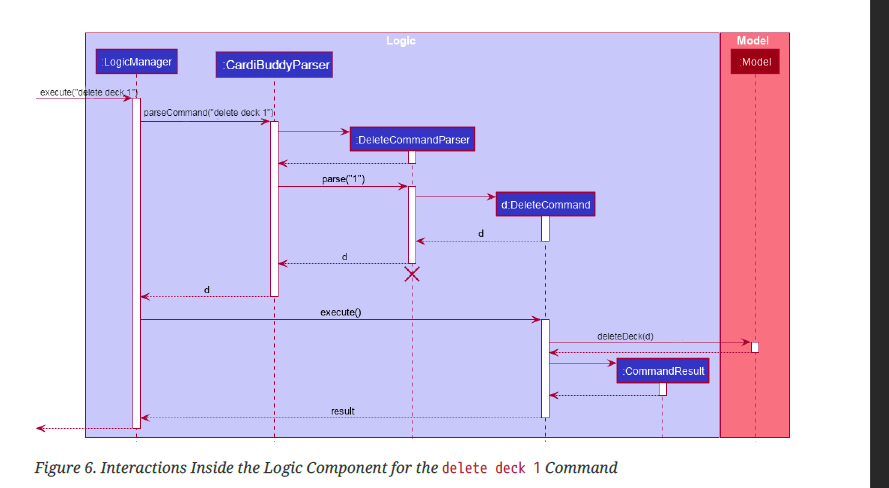 Logic
Model
:LogicManager
:CardiBuddyParser
:Model
execute("delete deck 1")
parseCommand("delete deck 1")
:DeleteCommandParser
parse("1")
d:DeleteCommand
d
d
d
execute()
deleteDeck(d)
:CommandResult
result
Figure 6. Interactions Inside the Logic Component for the delete deck 1 Command